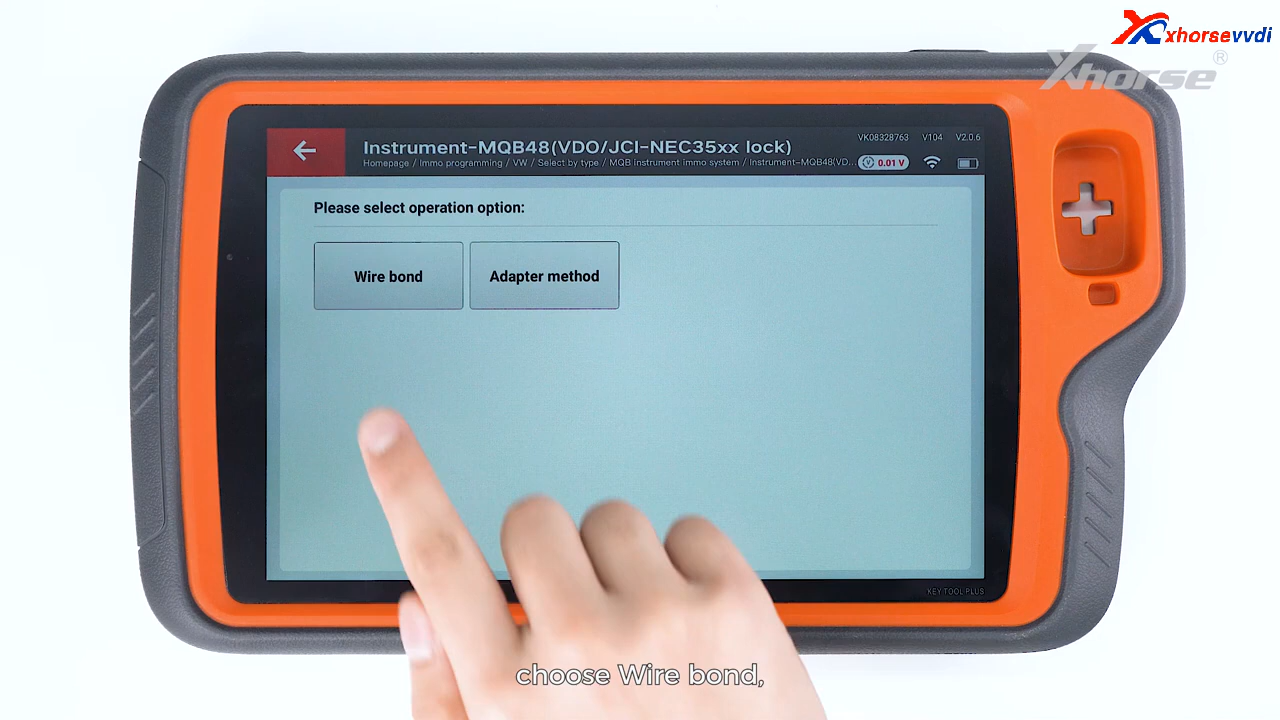 xhorsevvdi
Xhorse®
Instrument-MQB48(VDO/JCI-NEC35xx lock)
VK08328763 V104 V2.0.6
Homepage / Immo programming / VW / Select by type / MQB instrument immo system / Instrument-MQB48(VD...
0.01 V
Please select operation option:
Wire bond
Adapter method
KEY TOOL PLUS
choose Wire bond,